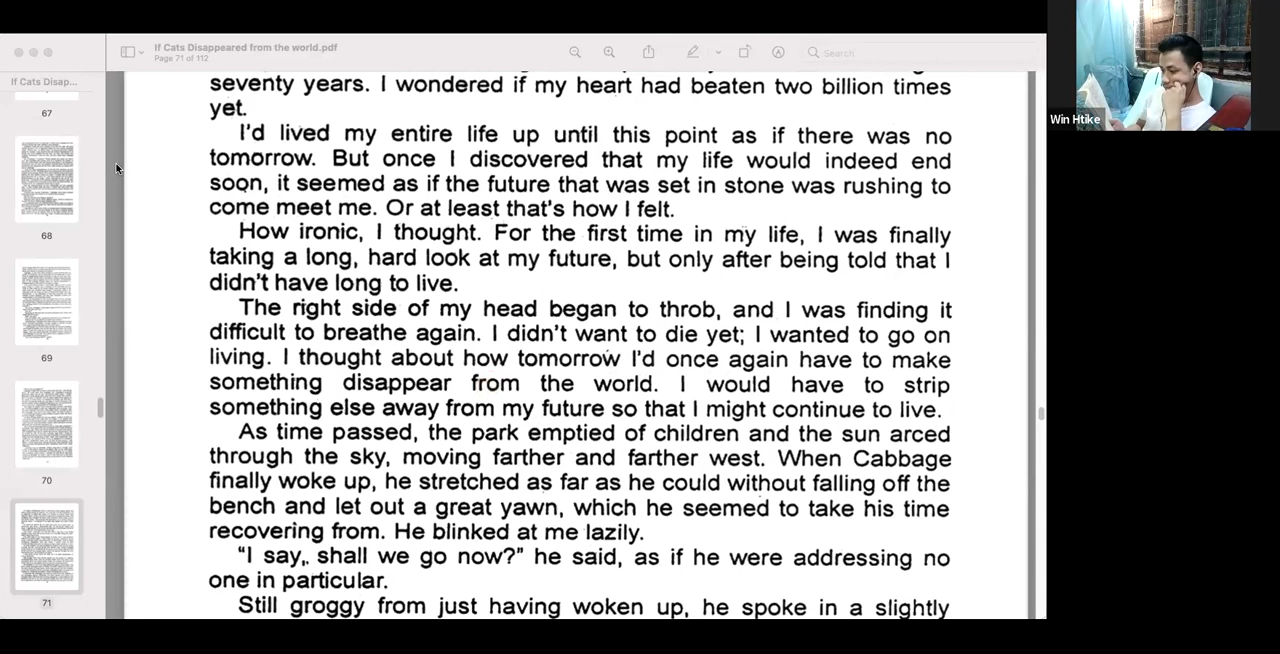 If Cats Disappeared from the world.pdf
Page 71 of 112
Search
If Cats Disap...
67
68
69
70
71
seventy years. I wondered if my heart had beaten two billion times
yet.
I'd lived my entire life up until this point as if there was no
tomorrow. But once I discovered that my life would indeed end
soon, it seemed as if the future that was set in stone was rushing to
come meet me. Or at least that's how I felt.
How ironic, I thought. For the first time in my life, I was finally
taking a long, hard look at my future, but only after being told that I
didn't have long to live.
The right side of my head began to throb, and I was finding it
difficult to breathe again. I didn't want to die yet; I wanted to go on
living. I thought about how tomorrow I'd once again have to make
something disappear from the world. I would have to strip
something else away from my future so that I might continue to live.
As time passed, the park emptied of children and the sun arced
through the sky, moving farther and farther west. When Cabbage
finally woke up, he stretched as far as he could without falling off the
bench and let out a great yawn, which he seemed to take his time
recovering from. He blinked at me lazily.
"I say, shall we go now?" he said, as if he were addressing no
one in particular.
Still groggy from just having woken up, he spoke in a slightly
Win Htike